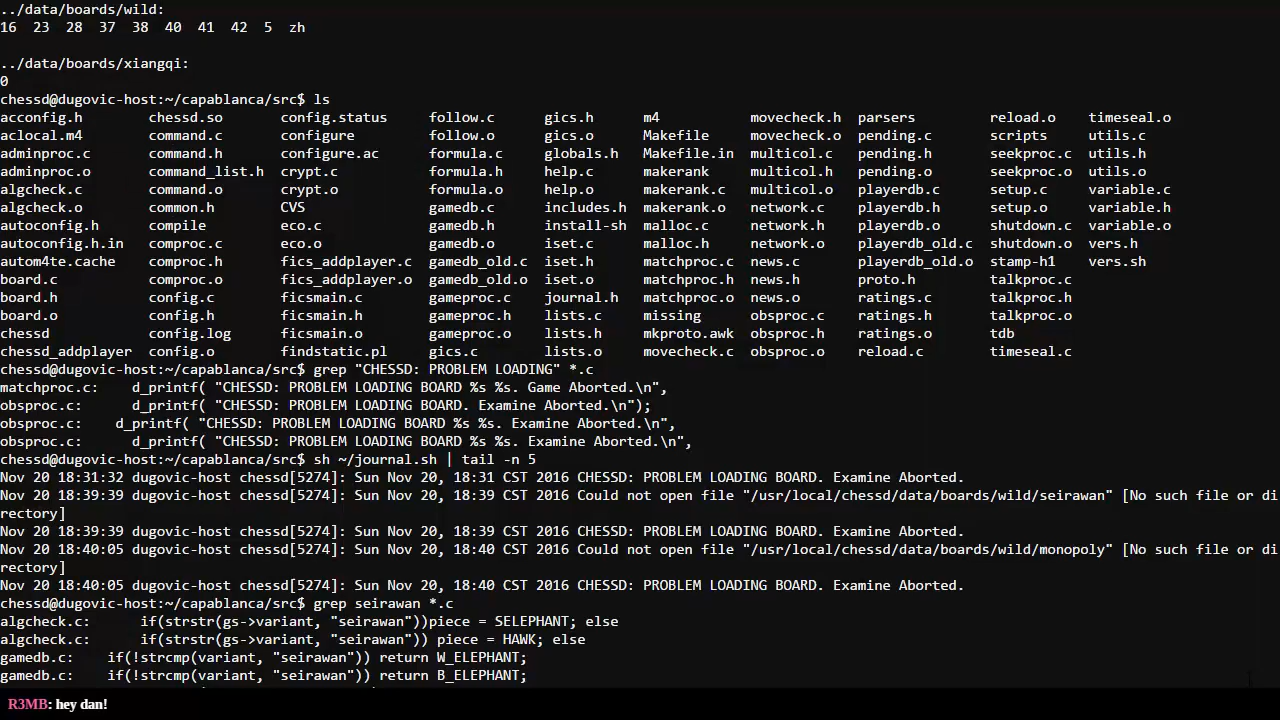 ../data/boards/wild:
16  23  28  37  38  40  41  42  5  zh
../data/boards/xiangqi:
0
chessd@dugovic-host:~/capablanca/src$ ls
acconfig.h      chessd.so       config.status     follow.c      gics.h      m4           movecheck.h  parsers        reload.o    timeseal.o
aclocal.m4      command.c       configure         follow.o      gics.o      Makefile     movecheck.o  pending.c      scripts     utils.c
adminproc.c     command.h       configure.ac      formula.c     globals.h   Makefile.in  multicol.c   pending.h      seekproc.c  utils.h
adminproc.o     command_list.h  crypt.c           formula.h     help.c      makerank     multicol.h   pending.o      seekproc.o  utils.o
algcheck.c      command.o       crypt.o           formula.o     help.o      makerank.c   multicol.o   playerdb.c     setup.c     variable.c
algcheck.o      common.h        CVS               gamedb.c      includes.h  makerank.o   network.c    playerdb.h     setup.o     variable.h
autoconfig.h    compile         eco.c             gamedb.h      install-sh  malloc.c     network.h    playerdb.o     shutdown.c  variable.o
autoconfig.h.in  comproc.c      eco.o             gamedb.o      iset.c      malloc.h     network.o    playerdb_old.c  shutdown.o  vers.h
autom4te.cache  comproc.h       fics_addplayer.c  gamedb_old.c  iset.h      matchproc.c  news.c       playerdb_old.o  stamp-h1    vers.sh
board.c         comproc.o       fics_addplayer.o  gamedb_old.o  iset.o      matchproc.h  news.h       proto.h        talkproc.c
board.h         config.c        ficsmain.c        gameproc.c    journal.h   matchproc.o  news.o       ratings.c      talkproc.h
board.o         config.h        ficsmain.h        gameproc.h    lists.c     missing      obsproc.c    ratings.h      talkproc.o
chessd          config.log      ficsmain.o        gameproc.o    lists.h     mkproto.awk  obsproc.h    ratings.o      tdb
chessd_addplayer  config.o      findstatic.pl     gics.c        lists.o     movecheck.c  obsproc.o    reload.c       timeseal.c
chessd@dugovic-host:~/capablanca/src$ grep "CHESSD: PROBLEM LOADING" *.c
matchproc.c:    d_printf( "CHESSD: PROBLEM LOADING BOARD %s %s. Game Aborted.\n",
obsproc.c:      d_printf( "CHESSD: PROBLEM LOADING BOARD. Examine Aborted.\n");
obsproc.c:    d_printf( "CHESSD: PROBLEM LOADING BOARD %s %s. Examine Aborted.\n",
obsproc.c:      d_printf( "CHESSD: PROBLEM LOADING BOARD %s %s. Examine Aborted.\n",
chessd@dugovic-host:~/capablanca/src$ sh ~/journal.sh | tail -n 5
Nov 20 18:31:32 dugovic-host chessd[5274]: Sun Nov 20, 18:31 CST 2016 CHESSD: PROBLEM LOADING BOARD. Examine Aborted.
Nov 20 18:39:39 dugovic-host chessd[5274]: Sun Nov 20, 18:39 CST 2016 Could not open file "/usr/local/chessd/data/boards/wild/seirawan" [No such file or di
rectory]
Nov 20 18:39:39 dugovic-host chessd[5274]: Sun Nov 20, 18:39 CST 2016 CHESSD: PROBLEM LOADING BOARD. Examine Aborted.
Nov 20 18:40:05 dugovic-host chessd[5274]: Sun Nov 20, 18:40 CST 2016 Could not open file "/usr/local/chessd/data/boards/wild/monopoly" [No such file or di
rectory]
Nov 20 18:40:05 dugovic-host chessd[5274]: Sun Nov 20, 18:40 CST 2016 CHESSD: PROBLEM LOADING BOARD. Examine Aborted.
chessd@dugovic-host:~/capablanca/src$ grep seirawan *.c
algcheck.c:      if(strstr(gs->variant, "seirawan"))piece = SELEPHANT; else
algcheck.c:      if(strstr(gs->variant, "seirawan")) piece = HAWK; else
gamedb.c:    if(!strcmp(variant, "seirawan")) return W_ELEPHANT;
gamedb.c:    if(!strcmp(variant, "seirawan")) return B_ELEPHANT;
R3MB: hey dan!